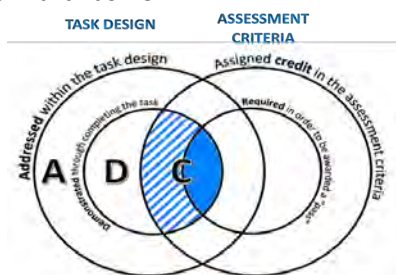 TASK DESIGN
ASSESSMENT
CRITERIA
Addressed within the task design
Assigned credit in the assessment criteria
Demonstrated through completing the task
Required in order to be awarded a "pass"
A
D
C